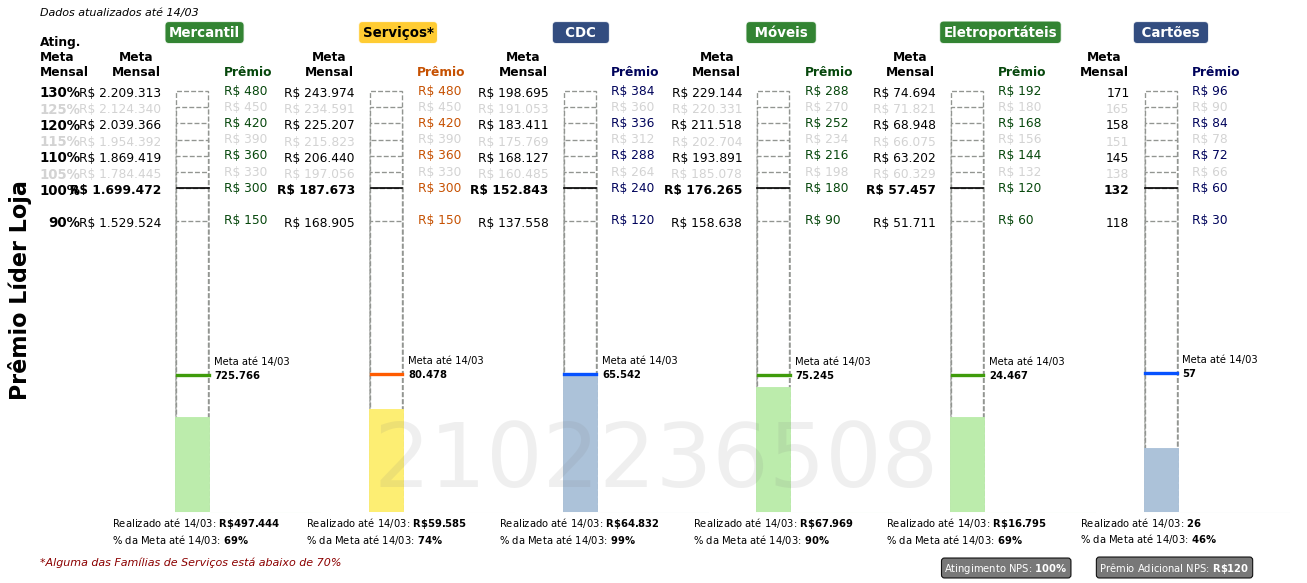 Dados atualizados até 14/03
Mercantil Serviços* CDC Móveis Eletroportáteis Cartões
Ating.
Meta Meta Meta Meta Meta Meta Meta
Mensal Mensal Prêmio Mensal Prêmio Mensal Prêmio Mensal Prêmio Mensal Prêmio Mensal Prêmio
130% R$ 2.209.313 R$ 480 R$ 243.974 R$ 480 R$ 198.695 R$ 384 R$ 229.144 R$ 288 R$ 74.694 R$ 192 171 R$ 96
125% R$ 2.124.340 R$ 450 R$ 234.591 R$ 450 R$ 191.053 R$ 360 R$ 220.331 R$ 270 R$ 71.821 R$ 180 165 R$ 90
120% R$ 2.039.366 R$ 420 R$ 225.207 R$ 420 R$ 183.411 R$ 336 R$ 211.518 R$ 252 R$ 68.948 R$ 168 158 R$ 84
115% R$ 1.954.392 R$ 390 R$ 215.823 R$ 390 R$ 175.769 R$ 312 R$ 202.704 R$ 234 R$ 66.075 R$ 156 151 R$ 78
110% R$ 1.869.419 R$ 360 R$ 206.440 R$ 360 R$ 168.127 R$ 288 R$ 193.891 R$ 216 R$ 63.202 R$ 144 145 R$ 72
105% R$ 1.784.445 R$ 330 R$ 197.056 R$ 330 R$ 160.485 R$ 264 R$ 185.078 R$ 198 R$ 60.329 R$ 132 138 R$ 66
100% R$ 1.699.472 R$ 300 R$ 187.673 R$ 300 R$ 152.843 R$ 240 R$ 176.265 R$ 180 R$ 57.457 R$ 120 132 R$ 60
90% R$ 1.529.524 R$ 150 R$ 168.905 R$ 150 R$ 137.558 R$ 120 R$ 158.638 R$ 90 R$ 51.711 R$ 60 118 R$ 30
Prêmio Líder Loja
Meta até 14/03 Meta até 14/03 Meta até 14/03 Meta até 14/03 Meta até 14/03 Meta até 14/03
725.766 80.478 65.542 75.245 24.467 57
2102236508
Realizado até 14/03: R$497.444 Realizado até 14/03: R$59.585 Realizado até 14/03: R$64.832 Realizado até 14/03: R$67.969 Realizado até 14/03: R$16.795 Realizado até 14/03: 26
% da Meta até 14/03: 69% % da Meta até 14/03: 74% % da Meta até 14/03: 99% % da Meta até 14/03: 90% % da Meta até 14/03: 69% % da Meta até 14/03: 46%
*Alguma das Famílias de Serviços está abaixo de 70% Atingimento NPS: 100% Prêmio Adicional NPS: R$120